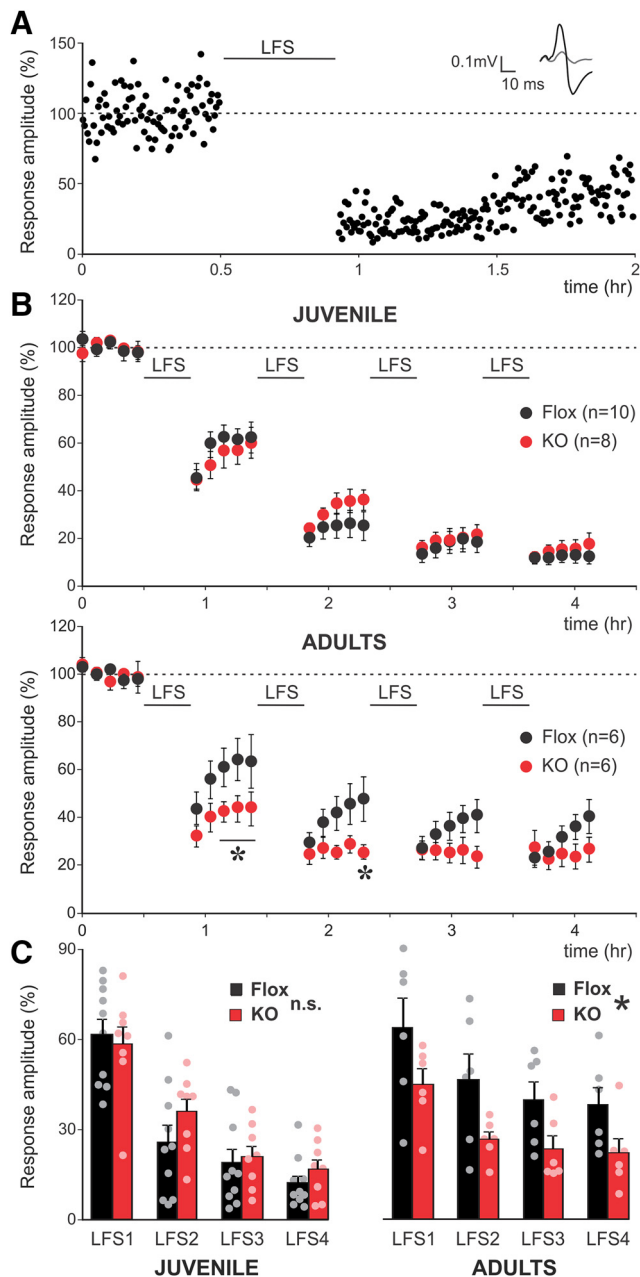 A
Response amplitude (%)
150
100
50
0
LFS
0.1mV
10 ms
0 0.5 1 1.5 2
time (hr)
B
JUVENILE
Response amplitude (%)
120
100
80
60
40
20
0
LFS LFS LFS LFS
Flox (n=10)
KO (n=8)
0 1 2 3 4
time (hr)
ADULTS
Response amplitude (%)
120
100
80
60
40
20
0
LFS LFS LFS LFS
Flox (n=6)
KO (n=6)
*
*
0 1 2 3 4
time (hr)
C
Response amplitude (%)
90
60
30
0
Flox
KO
n.s.
LFS1 LFS2 LFS3 LFS4
JUVENILE
Flox
KO
*
LFS1 LFS2 LFS3 LFS4
ADULTS